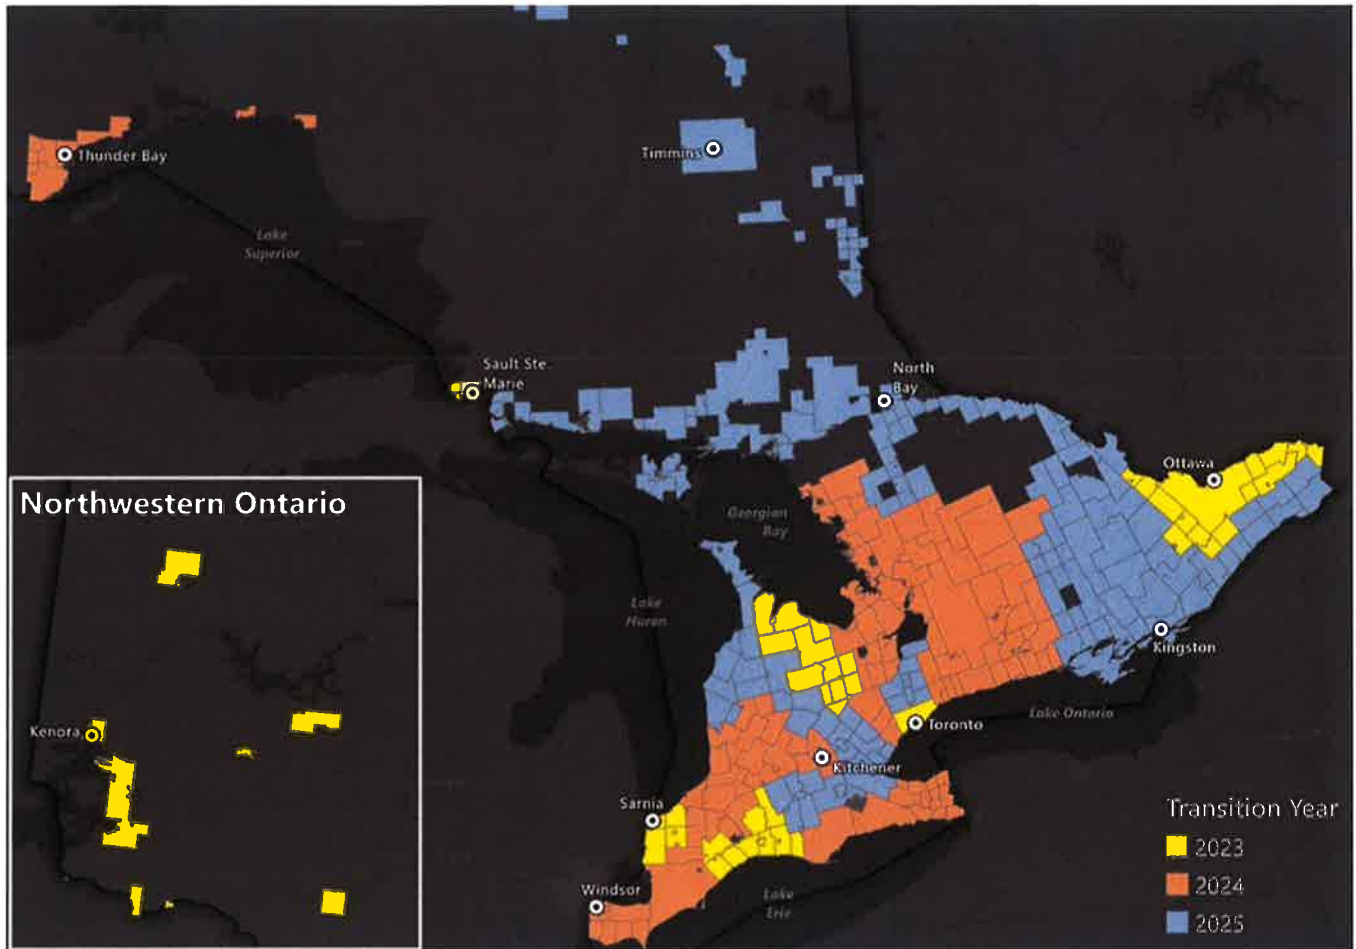 Thunder Bay
Timmins
Lake
Superior
Sault Ste.
Marie
North
Bay
Ottawa
Northwestern Ontario
Georgian
Bay
Lake
Huron
Kingston
Kenora
Toronto
Lake Ontario
Kitchener
Sarnia
Transition Year
2023
Windsor
Lake
Erie
2024
2025